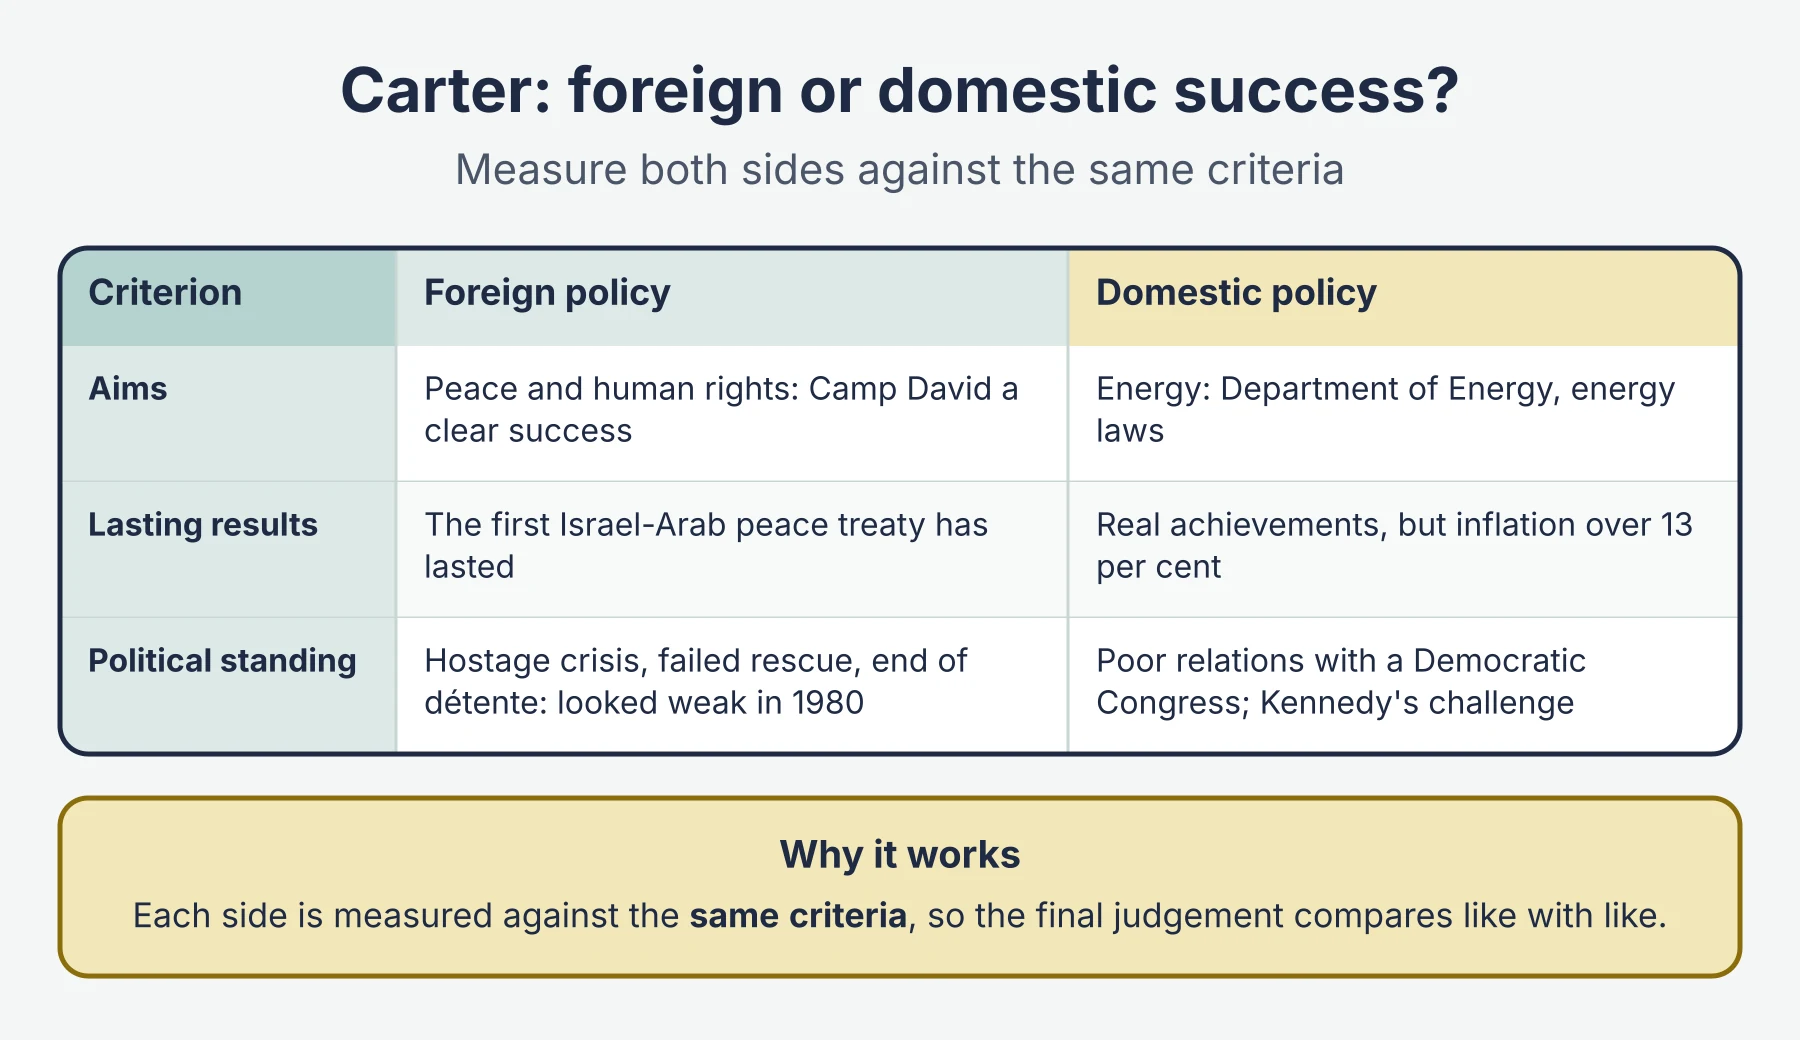 Carter: foreign or domestic success?
Measure both sides against the same criteria
Criterion
Foreign policy
Domestic policy
Aims
Peace and human rights: Camp David a
clear success
Energy: Department of Energy, energy
laws
Lasting results
The first Israel-Arab peace treaty has
lasted
Real achievements, but inflation over 13
per cent
Political standing
Hostage crisis, failed rescue, end of
détente: looked weak in 1980
Poor relations with a Democratic
Congress; Kennedy's challenge
Why it works
Each side is measured against the same criteria, so the final judgement compares like with like.